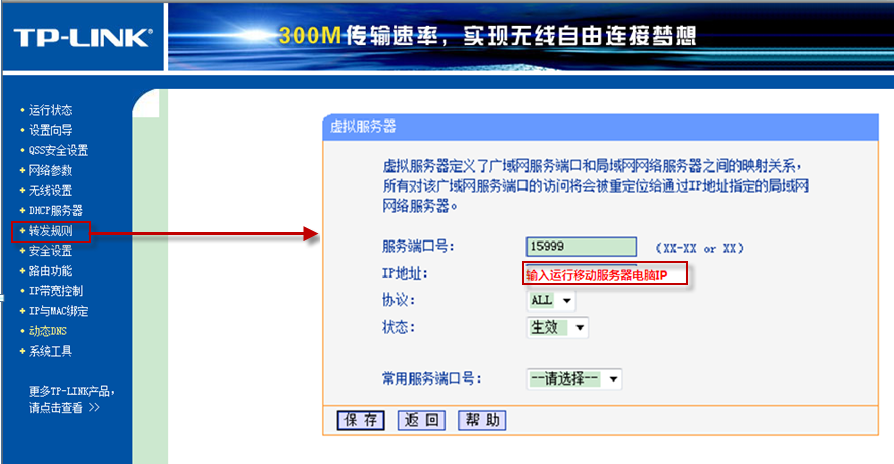 TP-LINK®
300M 传输速率，实现无线自由连接梦想
运行状态
设置向导
QSS安全设置
网络参数
无线设置
DHCP服务器
转发规则
安全设置
路由功能
IP带宽控制
IP与MAC绑定
动态DNS
系统工具
更多TP-LINK产品，
请点击查看 >>
虚拟服务器
虚拟服务器定义了广域网服务端口和局域网网络服务器之间的映射关系，
所有对该广域网服务端口的访问将会被重定位给通过IP地址指定的局域网
网络服务器。
服务端口号： 15999 （XX-XX or XX）
IP地址： 输入运行移动服务器电脑IP
协议： ALL
状态： 生效
常用服务端口号： --请选择--
保存 返回 帮助